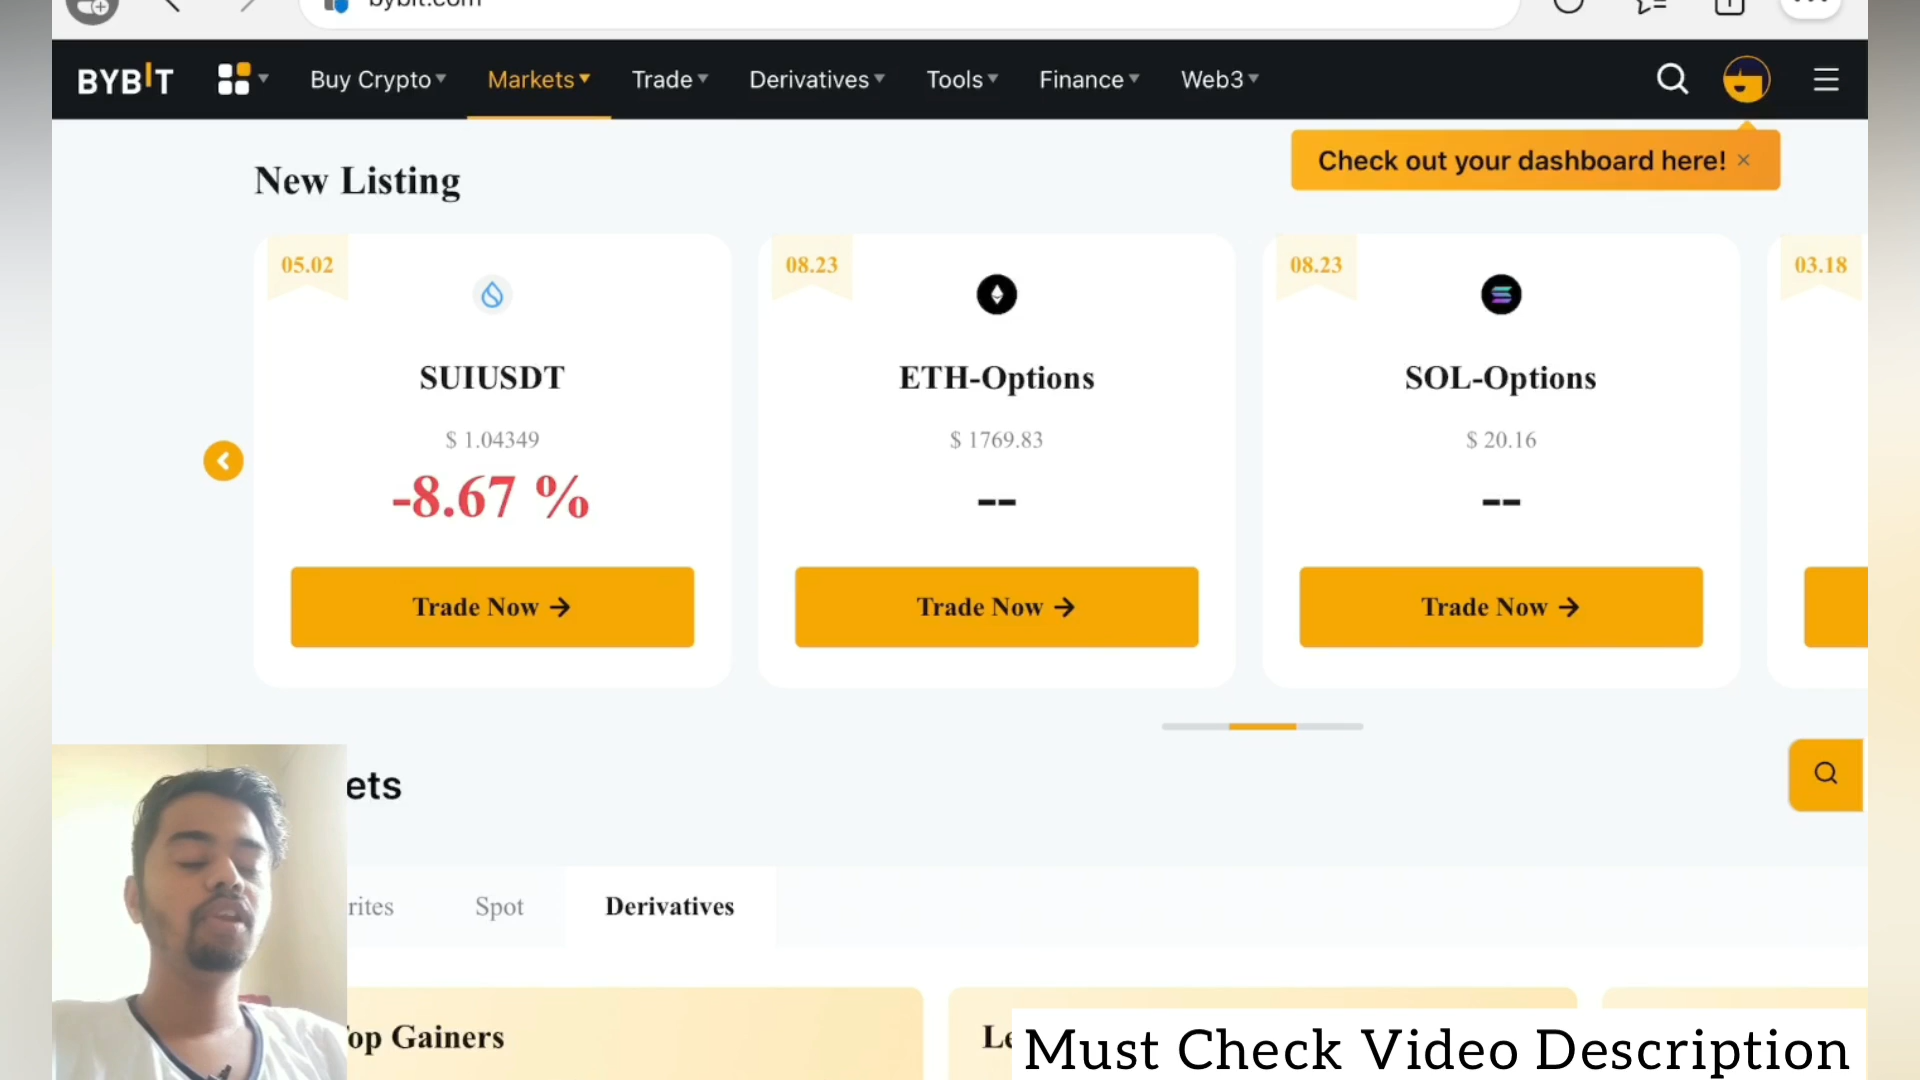 bybit.com
BYBIT
Buy Crypto
Markets
Trade
Derivatives
Tools
Finance
Web3
Check out your dashboard here! ×
New Listing
05.02
SUIUSDT
$ 1.04349
-8.67 %
Trade Now →
08.23
ETH-Options
$ 1769.83
--
Trade Now →
08.23
SOL-Options
$ 20.16
--
Trade Now →
03.18
ets
rites
Spot
Derivatives
op Gainers
Le
Must Check Video Description